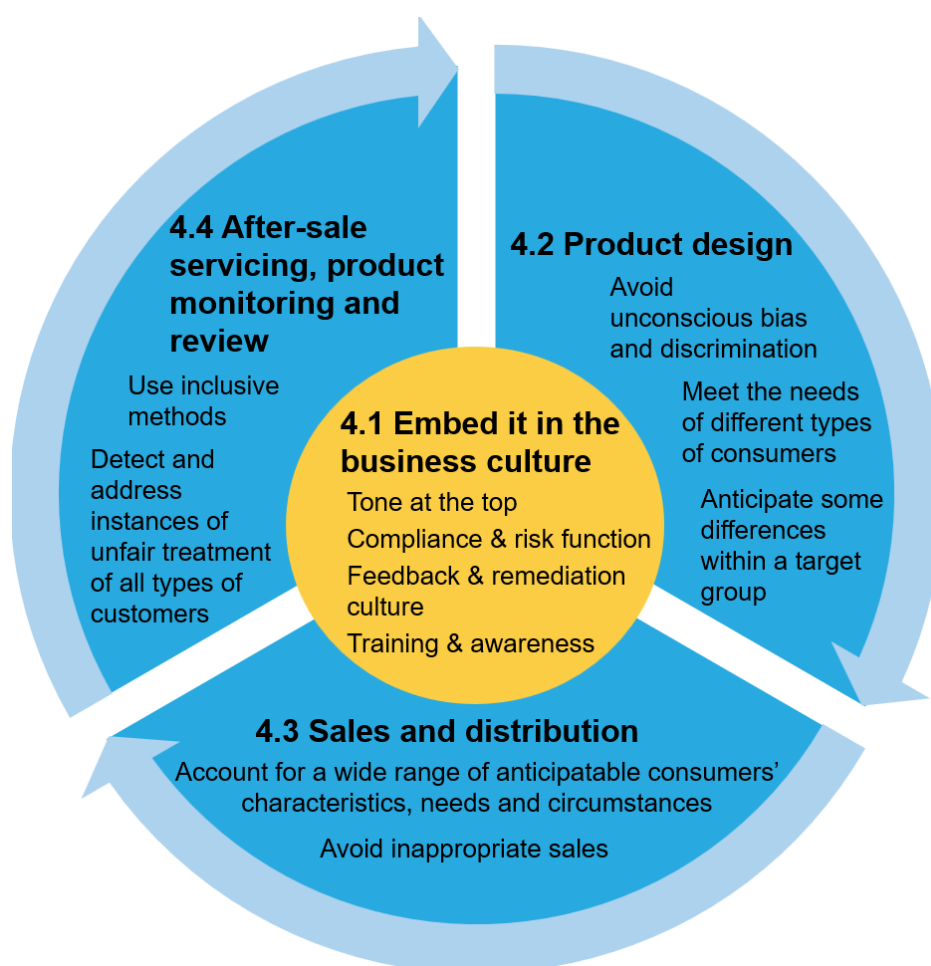 4.4 After-sale
servicing, product
monitoring and
review
Use inclusive
methods
Detect and
address
instances of
unfair treatment
of all types of
customers
4.2 Product design
Avoid
unconscious bias
and discrimination
Meet the needs
of different types
of consumers
Anticipate some
differences
within a target
group
4.1 Embed it in the
business culture
Tone at the top
Compliance & risk function
Feedback & remediation
culture
Training & awareness
4.3 Sales and distribution
Account for a wide range of anticipatable consumers’
characteristics, needs and circumstances
Avoid inappropriate sales